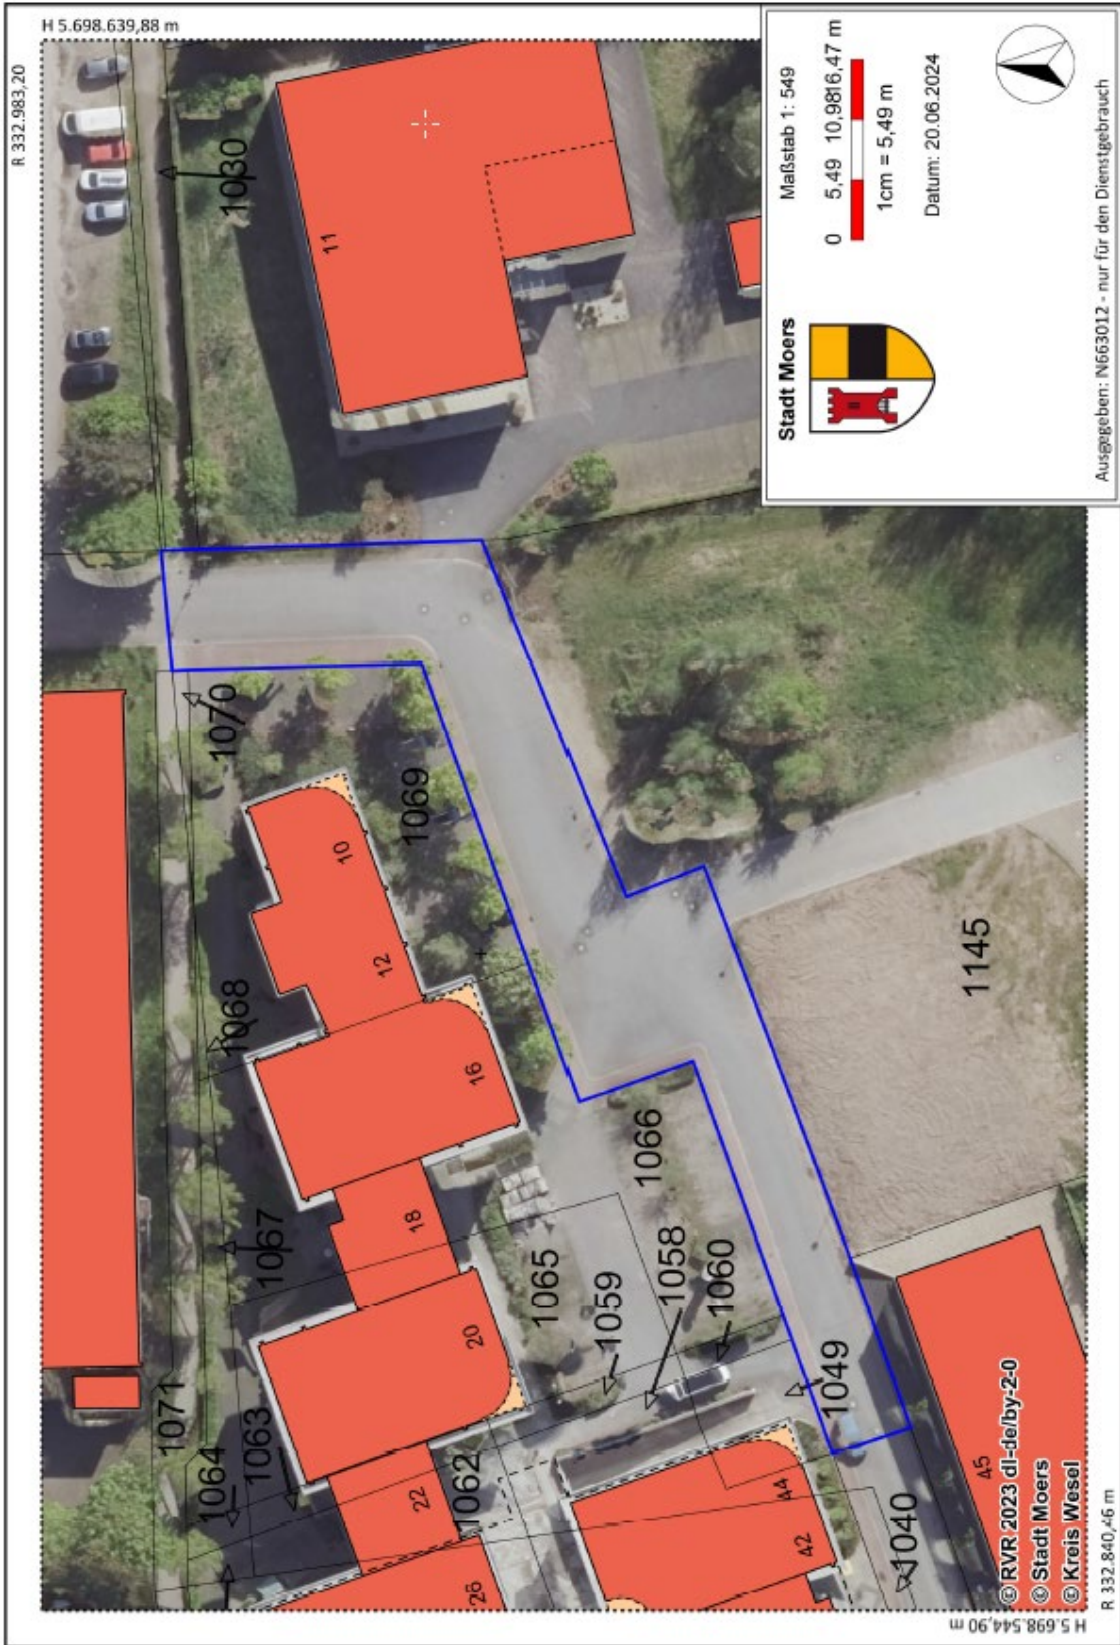 H 5.698.639,88 m
R 332.983,20
Stadt Moers
Maßstab 1: 549
0 5,49 10,9816,47 m
1cm = 5,49 m
Datum: 20.06.2024
Ausgegeben: N663012 - nur für den Dienstgebrauch
1030
11
1070
1069
10
12
1068
16
1067
18
1066
1145
1065
20
1059
1058
1060
1049
1071
1064
1063
22
1062
26
44
42
1040
45
© RVR 2023 dl-de/by-2-0
© Stadt Moers
© Kreis Wesel
H 5.698.544,90 m
R 332.840,46 m